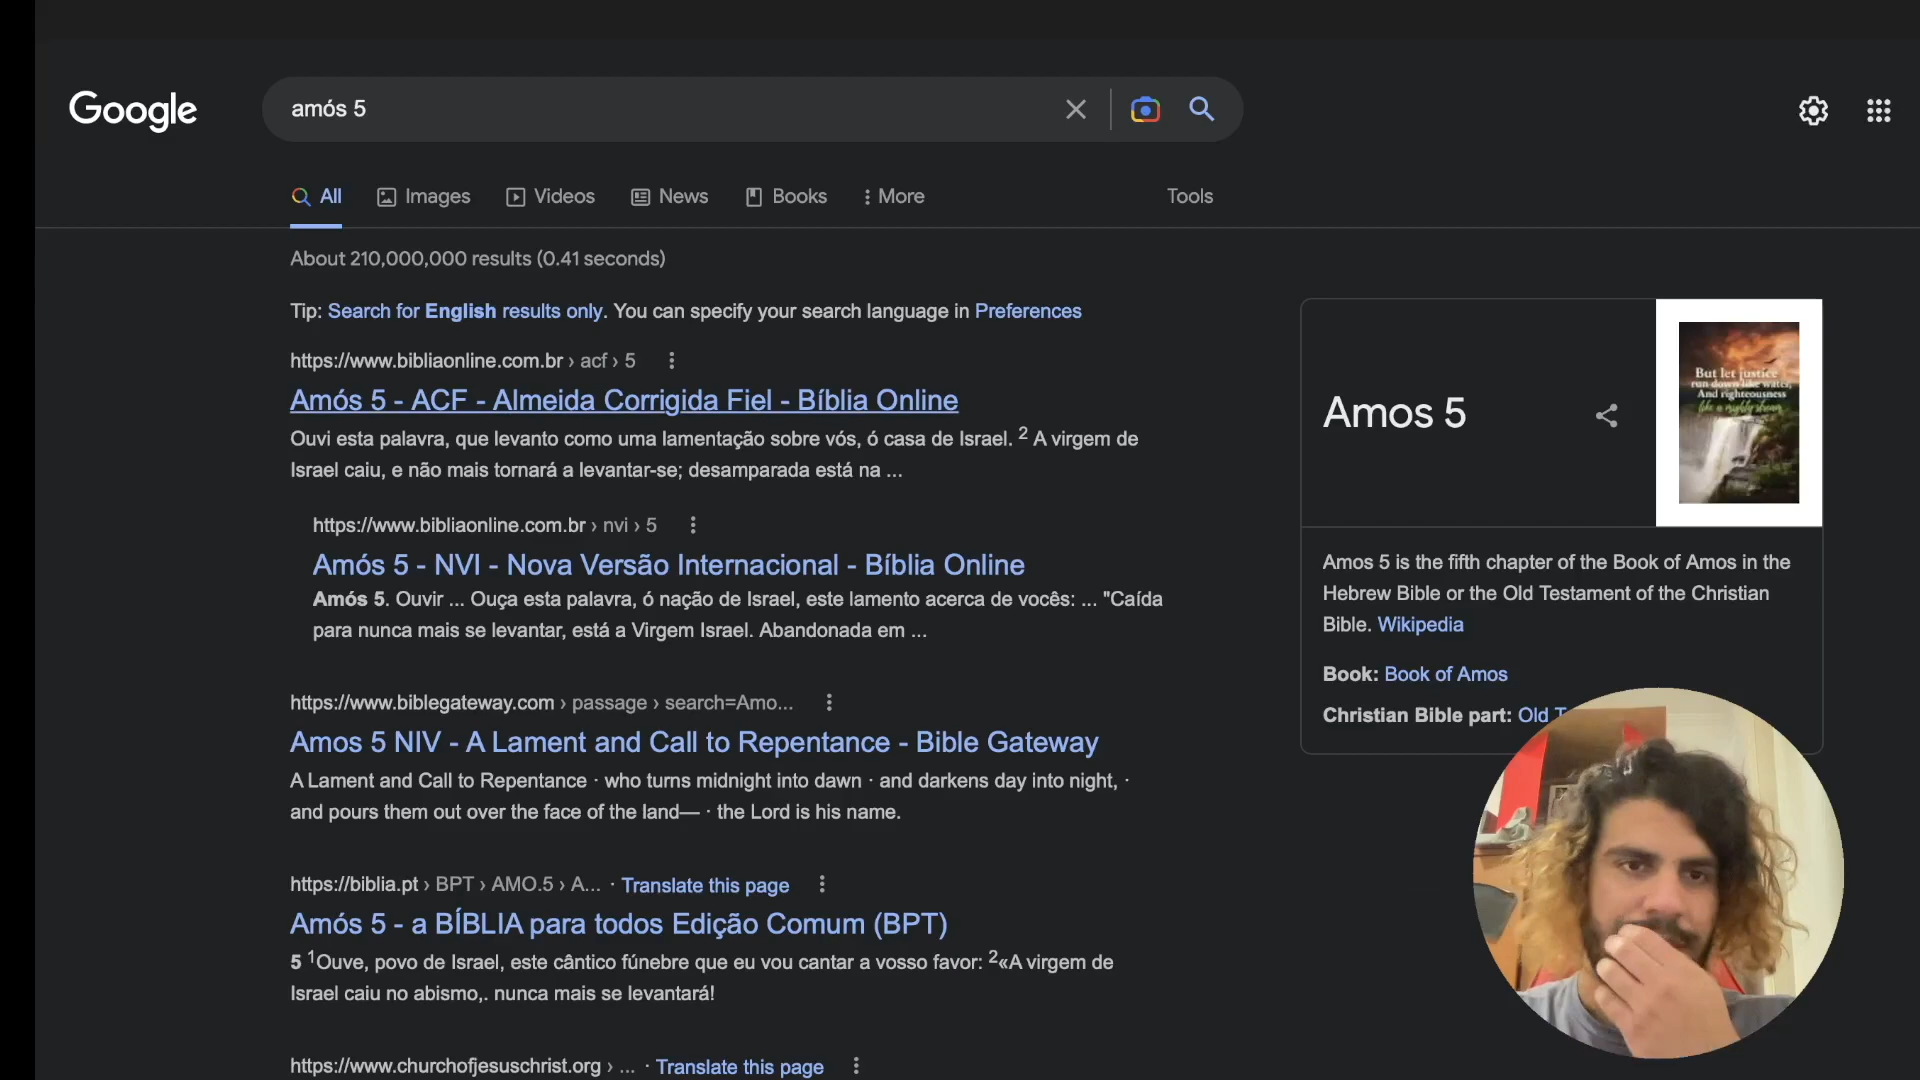 Google
amós 5
All Images Videos News Books More Tools
About 210,000,000 results (0.41 seconds)
Tip: Search for English results only. You can specify your search language in Preferences
https://www.bibliaonline.com.br › acf › 5
Amós 5 - ACF - Almeida Corrigida Fiel - Bíblia Online
Ouvi esta palavra, que levanto como uma lamentação sobre vós, ó casa de Israel. 2 A virgem de
Israel caiu, e não mais tornará a levantar-se; desamparada está na ...
https://www.bibliaonline.com.br › nvi › 5
Amós 5 - NVI - Nova Versão Internacional - Bíblia Online
Amós 5. Ouvir ... Ouça esta palavra, ó nação de Israel, este lamento acerca de vocês: ... "Caída
para nunca mais se levantar, está a Virgem Israel. Abandonada em ...
https://www.biblegateway.com › passage › search=Amo...
Amos 5 NIV - A Lament and Call to Repentance - Bible Gateway
A Lament and Call to Repentance · who turns midnight into dawn · and darkens day into night, ·
and pours them out over the face of the land— · the Lord is his name.
https://biblia.pt › BPT › AMO.5 › A... · Translate this page
Amós 5 - a BÍBLIA para todos Edição Comum (BPT)
5 1Ouve, povo de Israel, este cântico fúnebre que eu vou cantar a vosso favor: 2«A virgem de
Israel caiu no abismo,. nunca mais se levantará!
https://www.churchofjesuschrist.org › ... · Translate this page
Amos 5
But let justice
run down like water,
And righteousness
like a mighty stream
Amos 5 is the fifth chapter of the Book of Amos in the
Hebrew Bible or the Old Testament of the Christian
Bible. Wikipedia
Book: Book of Amos
Christian Bible part: Old